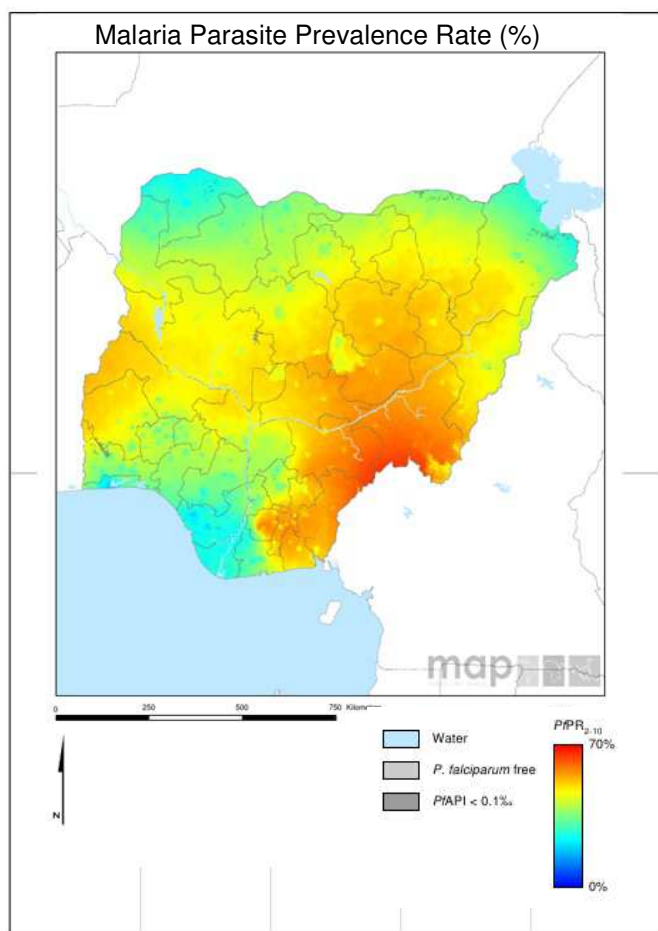 Malaria Parasite Prevalence Rate (%)
map
0 250 500 750
Water
P. falciparum free
PfAPI < 0.1‰
PfPR2-10
70%
0%
N